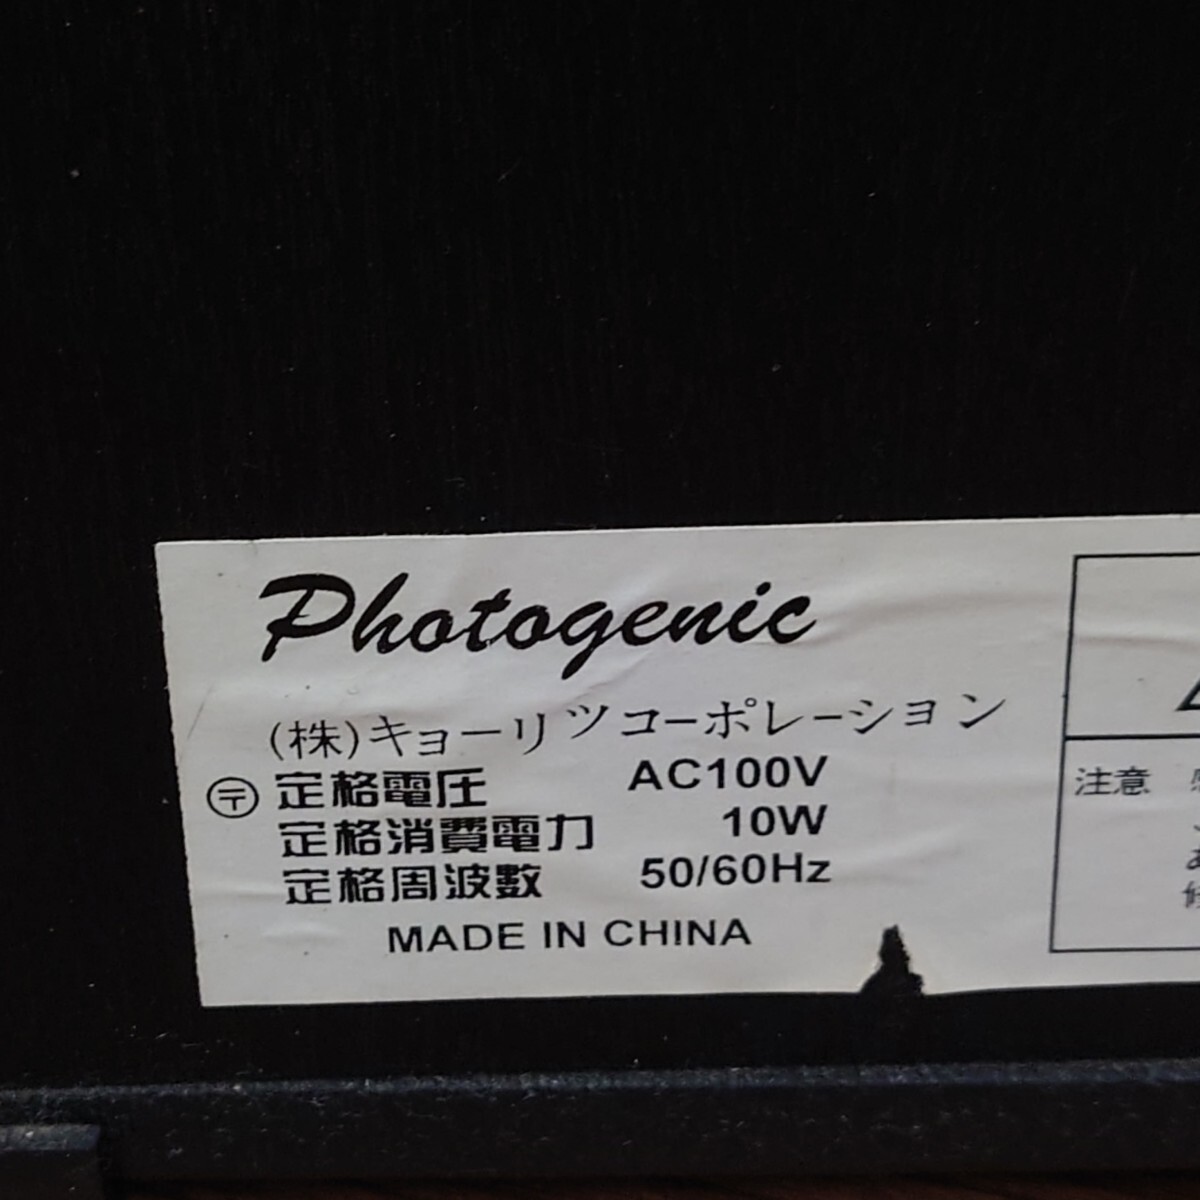 Photogenic
(株)キョーリツコーポレーション
〒 定格電圧 AC100V
定格消費電力 10W
定格周波数 50/60Hz
MADE IN CHINA
注意